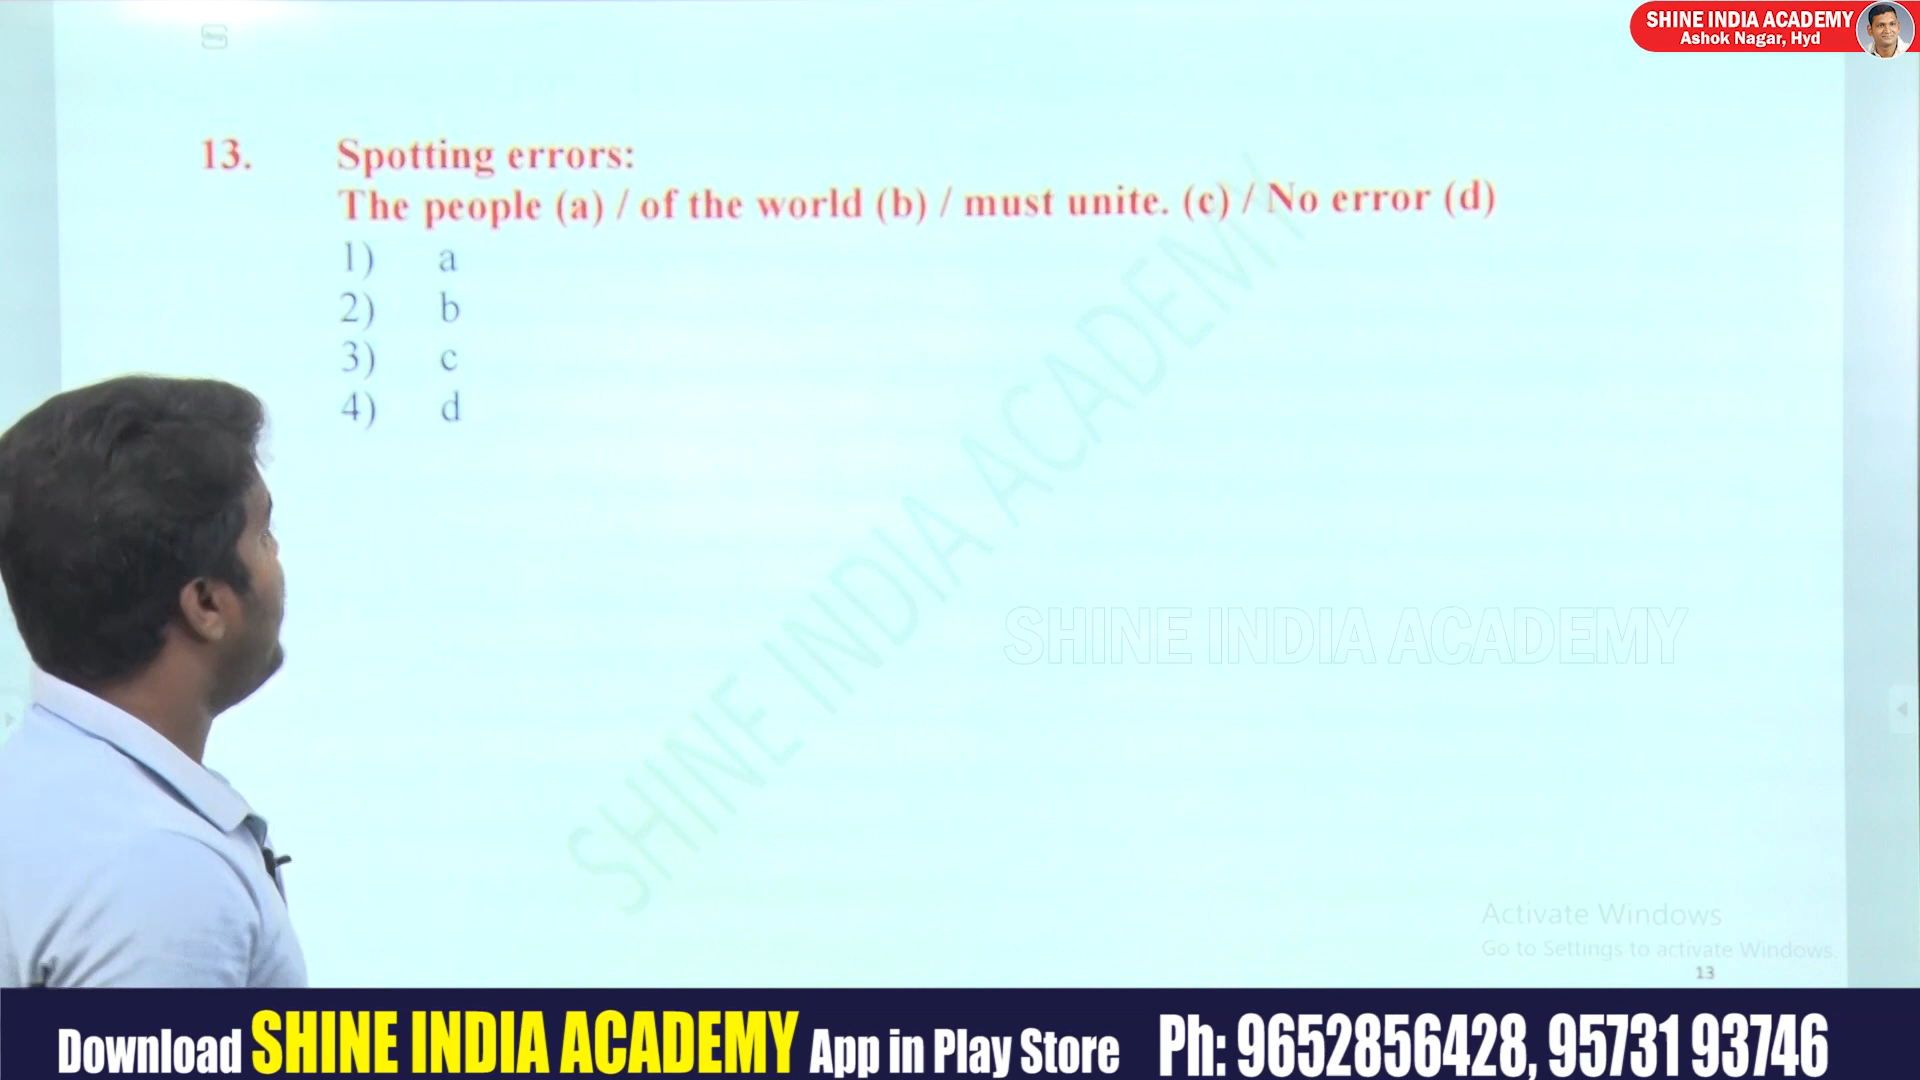 SHINE INDIA ACADEMY
Ashok Nagar, Hyd
13. Spotting errors:
The people (a) / of the world (b) / must unite. (c) / No error (d)
1) a
2) b
3) c
4) d
SHINE INDIA ACADEMY
SHINE INDIA ACADEMY
Activate Windows
Go to Settings to activate Windows.
13
Download SHINE INDIA ACADEMY App in Play Store Ph: 9652856428, 95731 93746